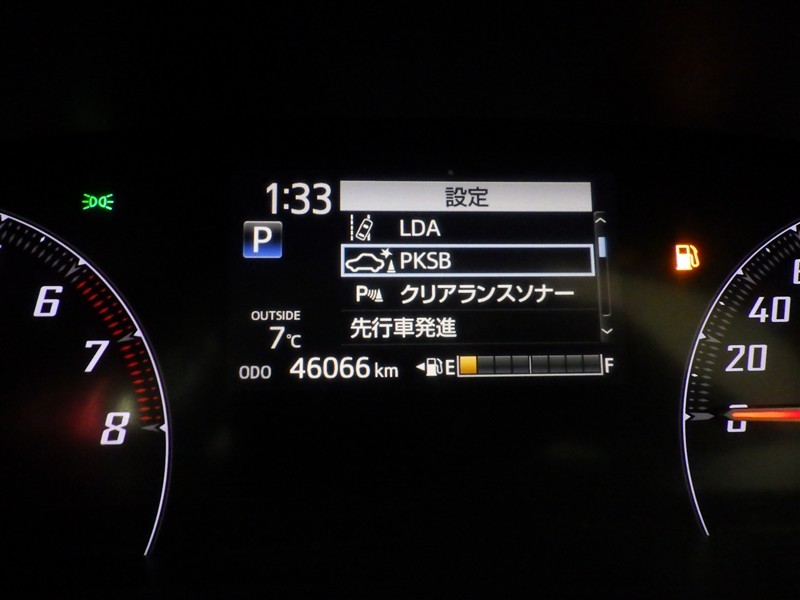 1:33
設定
P
LDA
PKSB
P クリアランスソナー
先行車発進
OUTSIDE
7℃
ODO 46066 km
E F
6
7
8
40
20
0